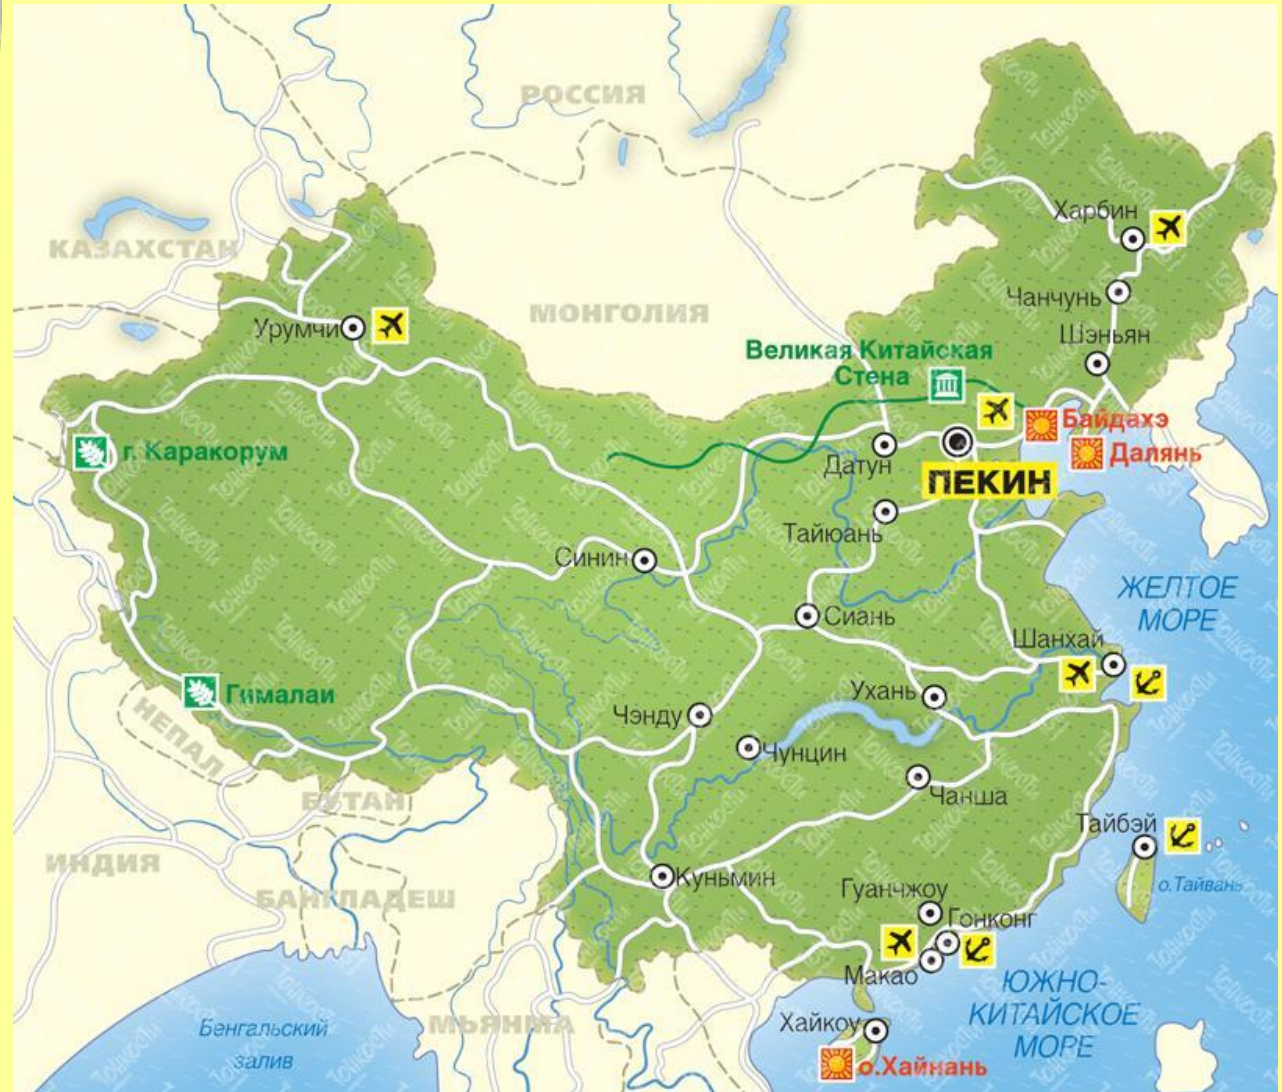 РОССИЯ
КАЗАХСТАН
МОНГОЛИЯ
Харбин
Чанчунь
Шэньян
Урумчи
Великая Китайская
Стена
Байдахэ
Далянь
г. Каракорум
Датун
ПЕКИН
Тайюань
Синин
ЖЕЛТОЕ
МОРЕ
Сиань
Шанхай
Гималаи
НЕПАЛ
Ухань
Чэнду
Чунцин
Чанша
БУТАН
Тайбэй
ИНДИЯ
о.Тайвань
Куньмин
БАНГЛАДЕШ
Гуанчжоу
Гонконг
Макао
ЮЖНО-
КИТАЙСКОЕ
МОРЕ
Бенгальский
залив
МЬЯНМА
Хайкоу
о.Хайнань